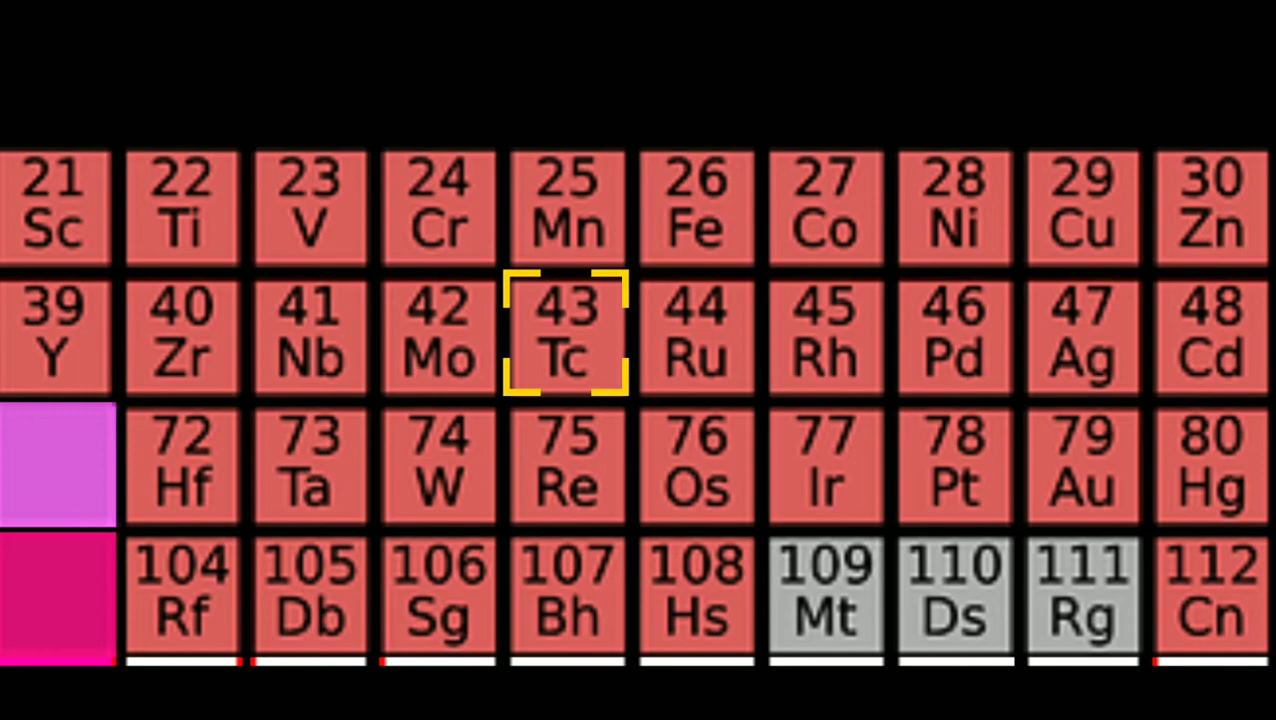 21 22 23 24 25 26 27 28 29 30
Sc Ti V Cr Mn Fe Co Ni Cu Zn
39 40 41 42 43 44 45 46 47 48
Y Zr Nb Mo Tc Ru Rh Pd Ag Cd
72 73 74 75 76 77 78 79 80
Hf Ta W Re Os Ir Pt Au Hg
104 105 106 107 108 109 110 111 112
Rf Db Sg Bh Hs Mt Ds Rg Cn